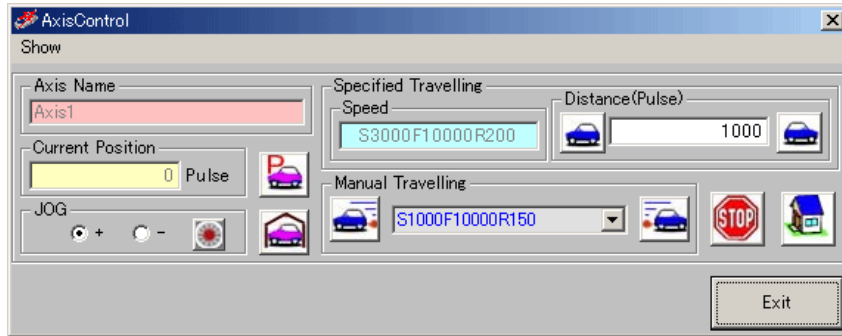 AxisControl
Show
Axis Name
Axis1
Current Position
0 Pulse
JOG
+ -
P
Specified Travelling
Speed
S3000F10000R200
Distance(Pulse)
1000
Manual Travelling
S1000F10000R150
STOP
Exit